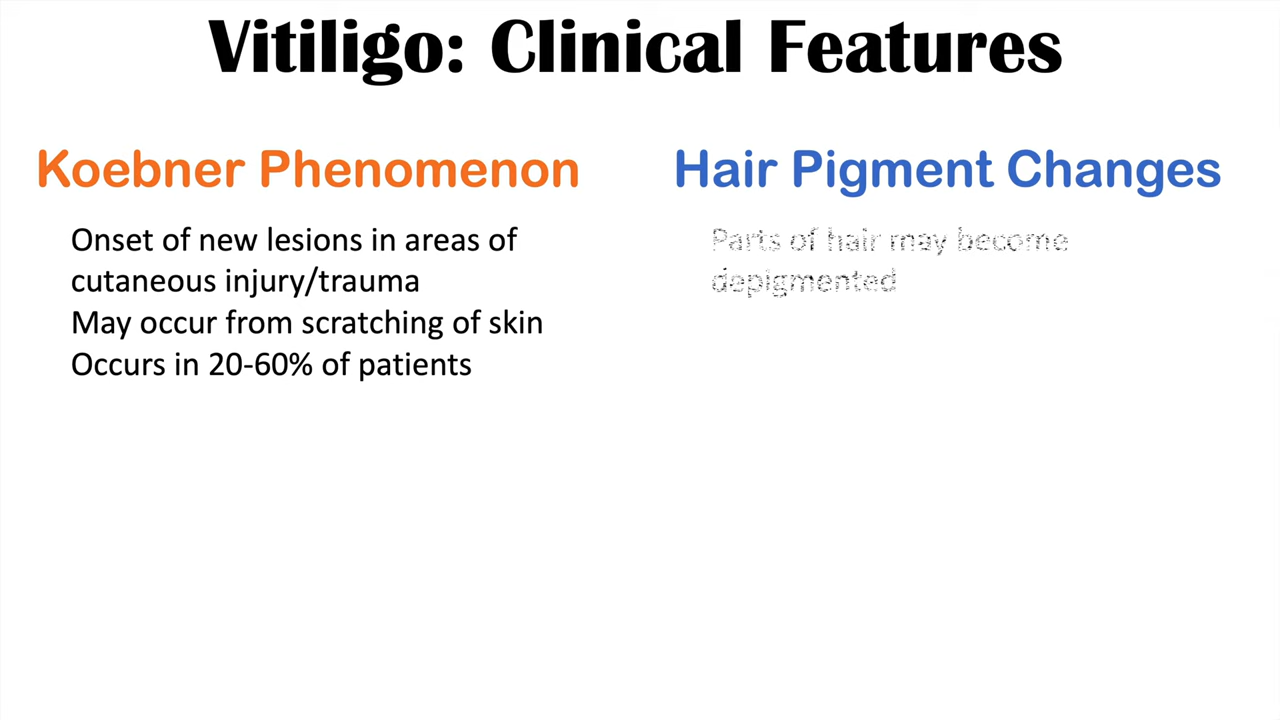 Vitiligo: Clinical Features
Koebner Phenomenon
Onset of new lesions in areas of
cutaneous injury/trauma
May occur from scratching of skin
Occurs in 20-60% of patients
Hair Pigment Changes
Parts of hair may become
depigmented